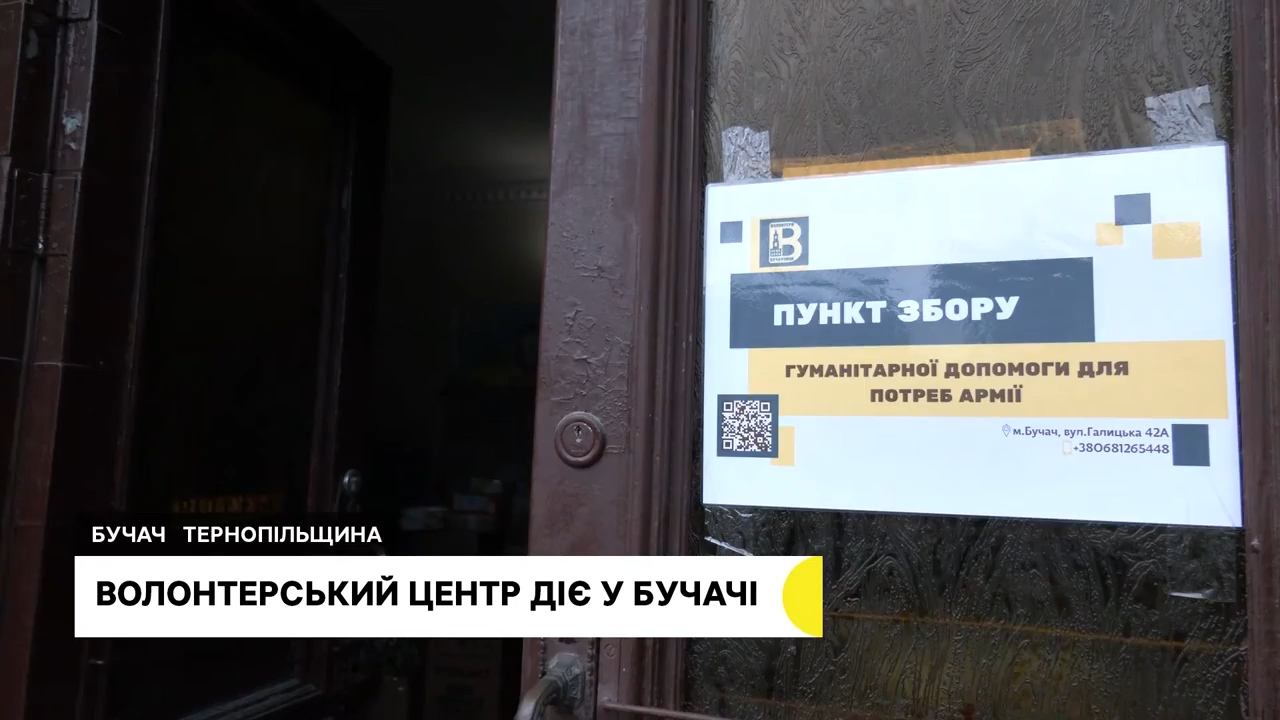 ПУНКТ ЗБОРУ
ГУМАНІТАРНОЇ ДОПОМОГИ ДЛЯ
ПОТРЕБ АРМІЇ
м.Бучач, вул.Галицька 42А
+380681265448
БУЧАЧ ТЕРНОПІЛЬЩИНА
ВОЛОНТЕРСЬКИЙ ЦЕНТР ДІЄ У БУЧАЧІ